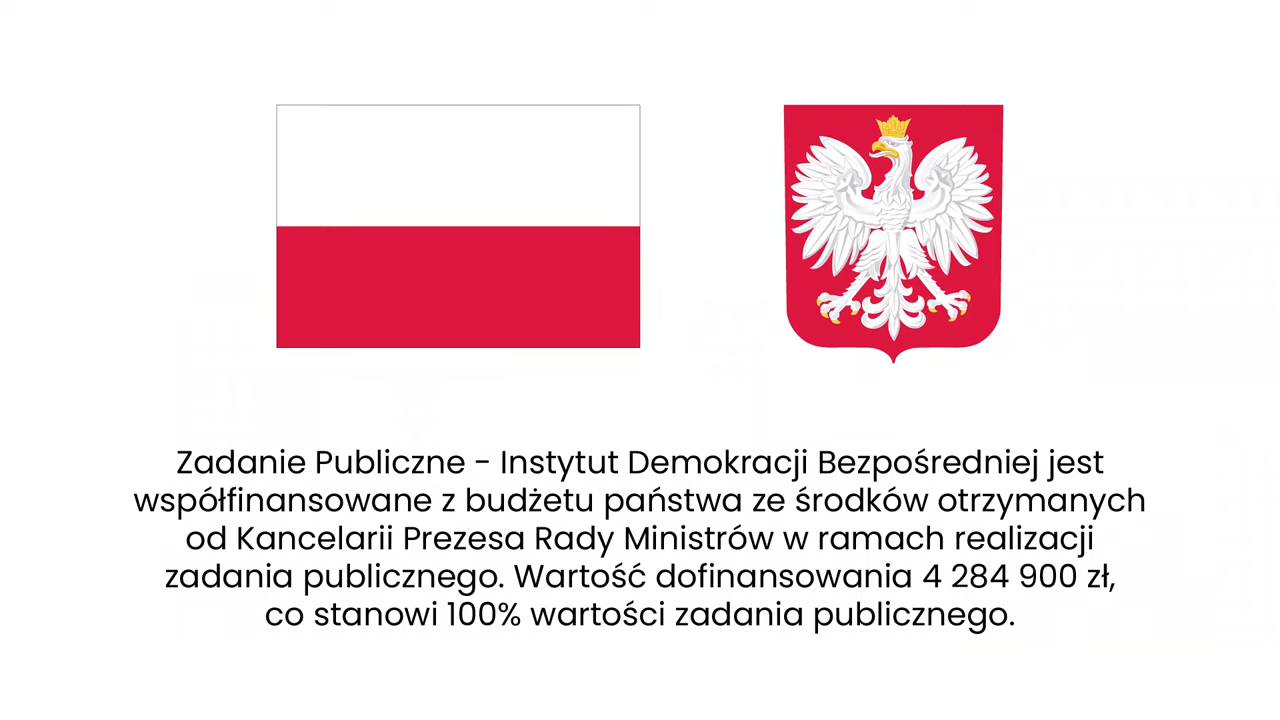 Zadanie Publiczne - Instytut Demokracji Bezpośredniej jest
współfinansowane z budżetu państwa ze środków otrzymanych
od Kancelarii Prezesa Rady Ministrów w ramach realizacji
zadania publicznego. Wartość dofinansowania 4 284 900 zł,
co stanowi 100% wartości zadania publicznego.